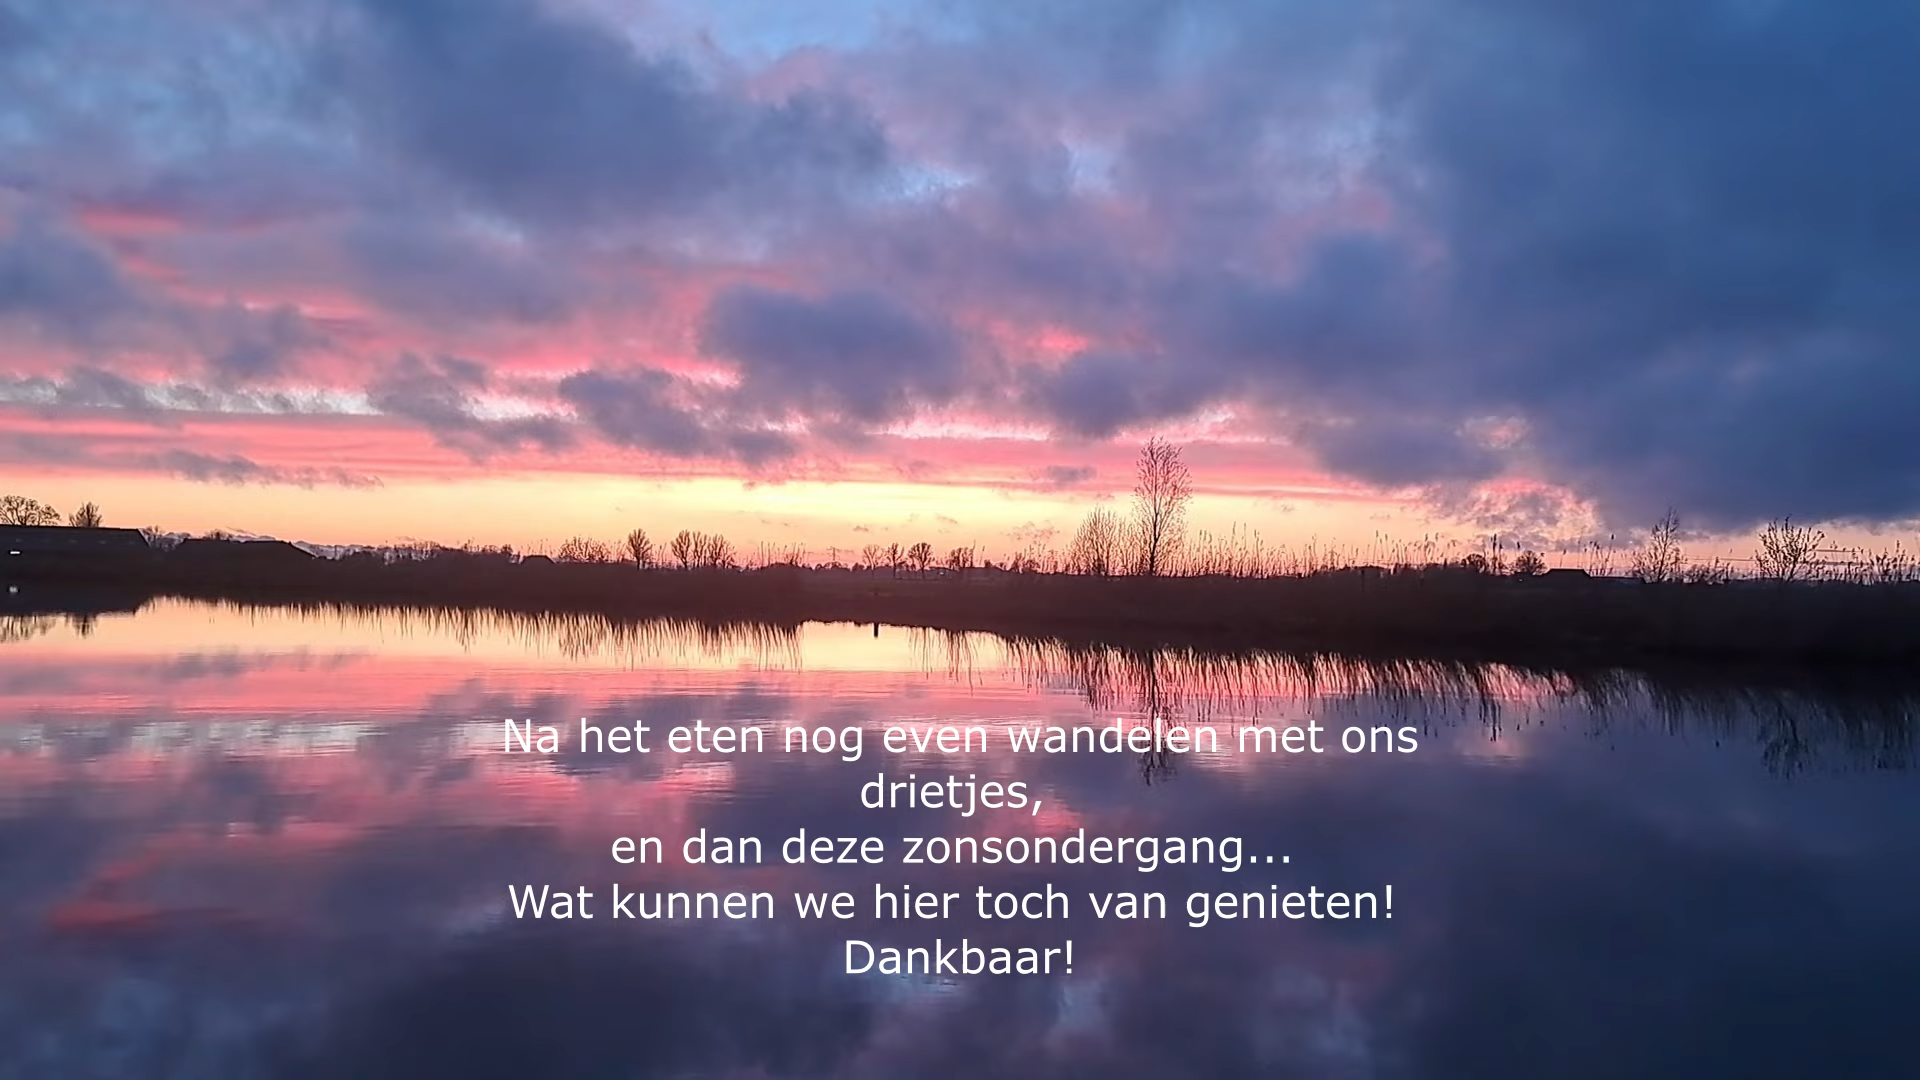 Na het eten nog even wandelen met ons
drietjes,
en dan deze zonsondergang...
Wat kunnen we hier toch van genieten!
Dankbaar!